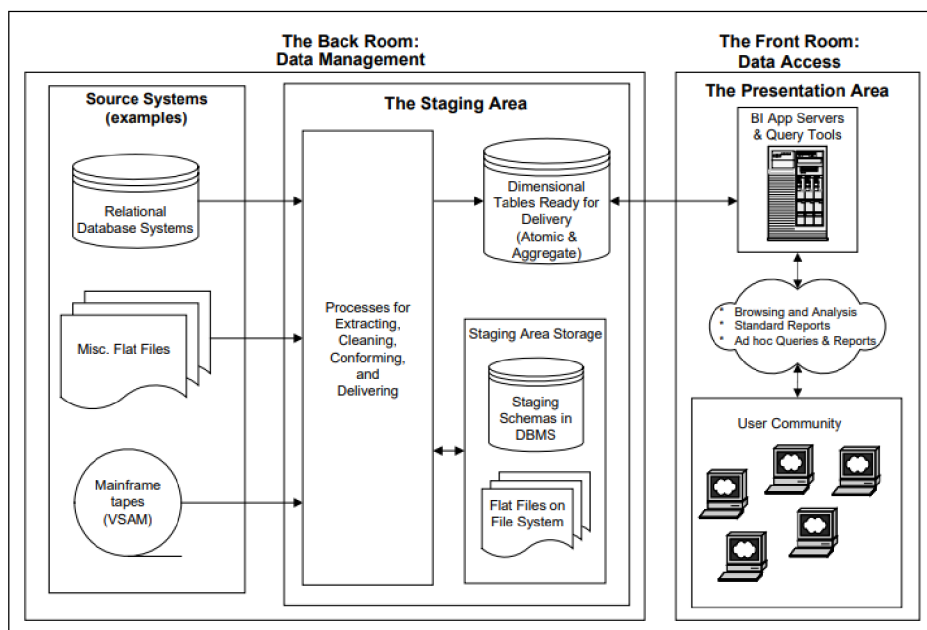 The Back Room:
Data Management
The Front Room:
Data Access
Source Systems
(examples)
Relational
Database Systems
Misc. Flat Files
Mainframe
tapes
(VSAM)
The Staging Area
Processes for
Extracting,
Cleaning,
Conforming,
and
Delivering
Dimensional
Tables Ready for
Delivery
(Atomic &
Aggregate)
Staging Area Storage
Staging
Schemas in
DBMS
Flat Files on
File System
The Presentation Area
BI App Servers
& Query Tools
* Browsing and Analysis
* Standard Reports
* Ad hoc Queries & Reports
User Community